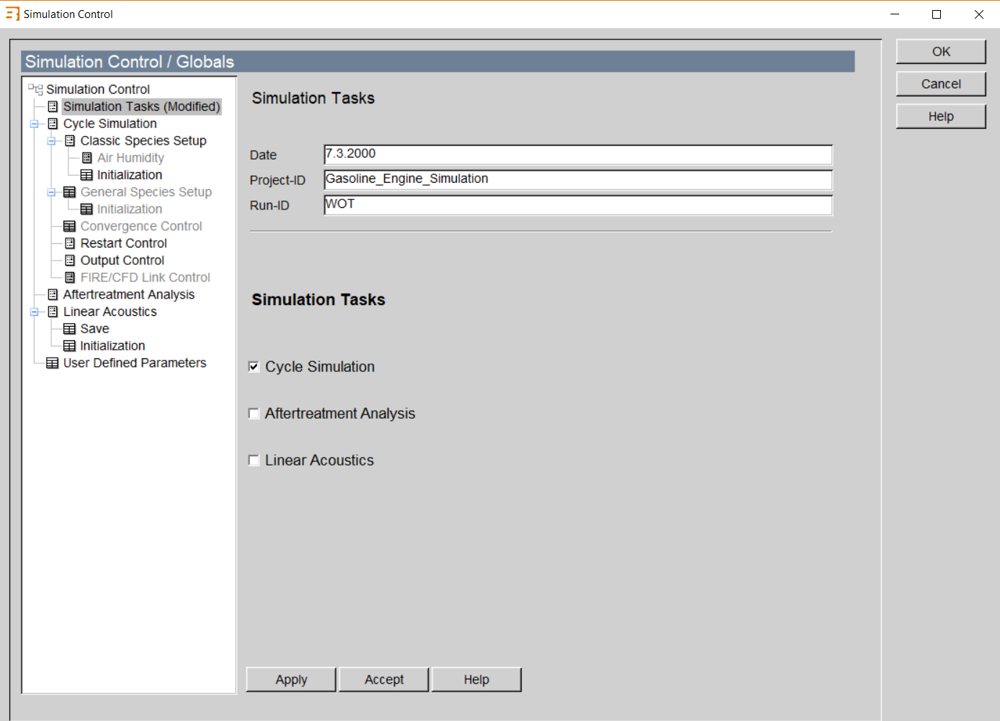 Simulation Control
Simulation Control / Globals
OK
Cancel
Help
Simulation Control
Simulation Tasks (Modified)
Cycle Simulation
Classic Species Setup
Air Humidity
Initialization
General Species Setup
Initialization
Convergence Control
Restart Control
Output Control
FIRE/CFD Link Control
Aftertreatment Analysis
Linear Acoustics
Save
Initialization
User Defined Parameters
Simulation Tasks
Date 7.3.2000
Project-ID Gasoline_Engine_Simulation
Run-ID WOT
Simulation Tasks
Cycle Simulation
Aftertreatment Analysis
Linear Acoustics
Apply Accept Help